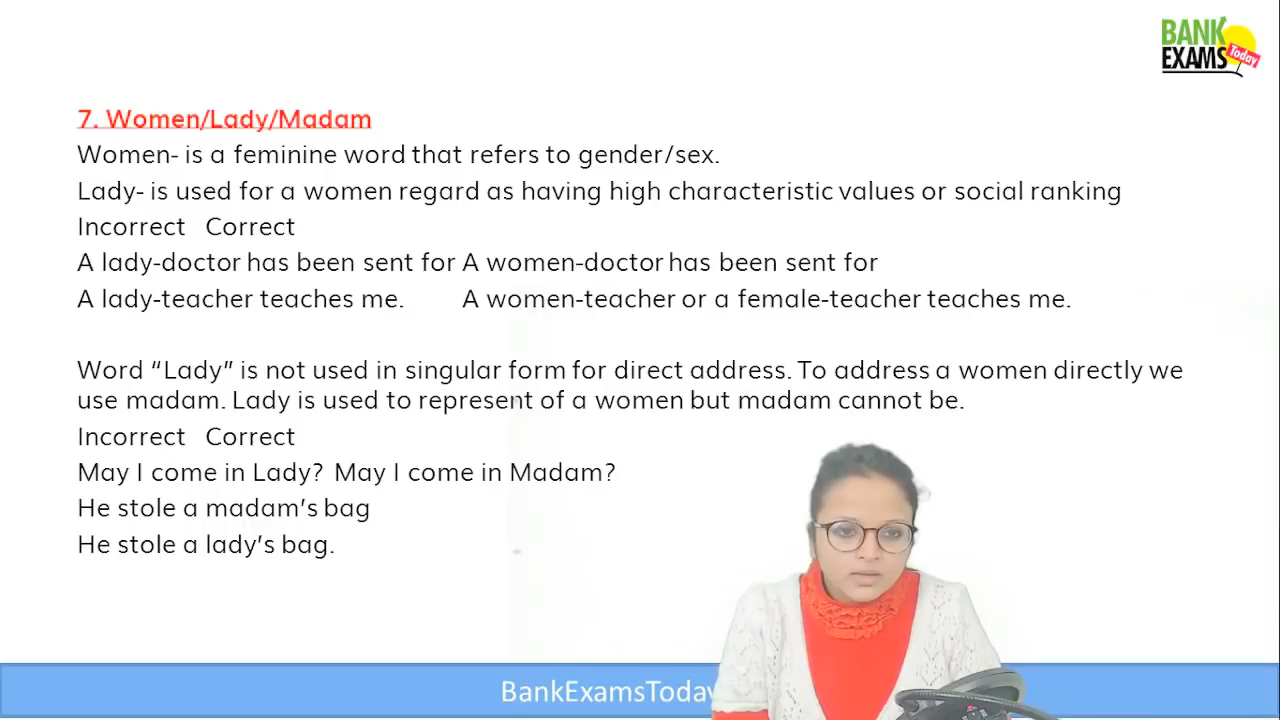 BANK
EXAMS Today
7. Women/Lady/Madam
Women- is a feminine word that refers to gender/sex.
Lady- is used for a women regard as having high characteristic values or social ranking
Incorrect Correct
A lady-doctor has been sent for A women-doctor has been sent for
A lady-teacher teaches me. A women-teacher or a female-teacher teaches me.
Word “Lady” is not used in singular form for direct address. To address a women directly we
use madam. Lady is used to represent of a women but madam cannot be.
Incorrect Correct
May I come in Lady? May I come in Madam?
He stole a madam’s bag
He stole a lady’s bag.
BankExamsToday